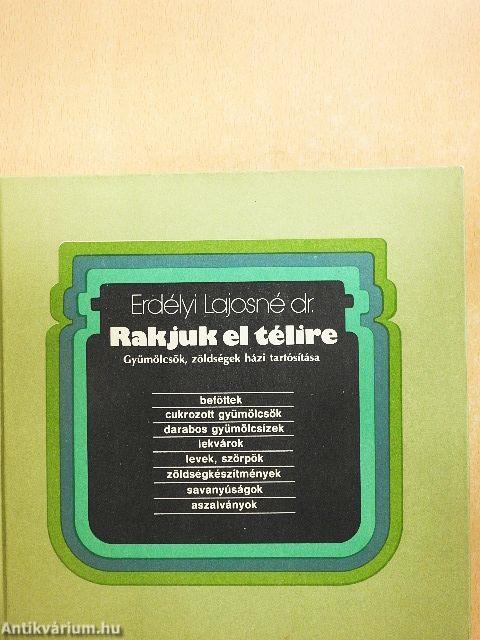 Erdélyi Lajosné dr.
Rakjuk el télire
Gyümölcsök, zöldségek házi tartósítása
befőttek
cukrozott gyümölcsök
darabos gyümölcsízek
lekvárok
levek, szörpök
zöldségkészítmények
savanyúságok
aszalványok
Antikvárium.hu